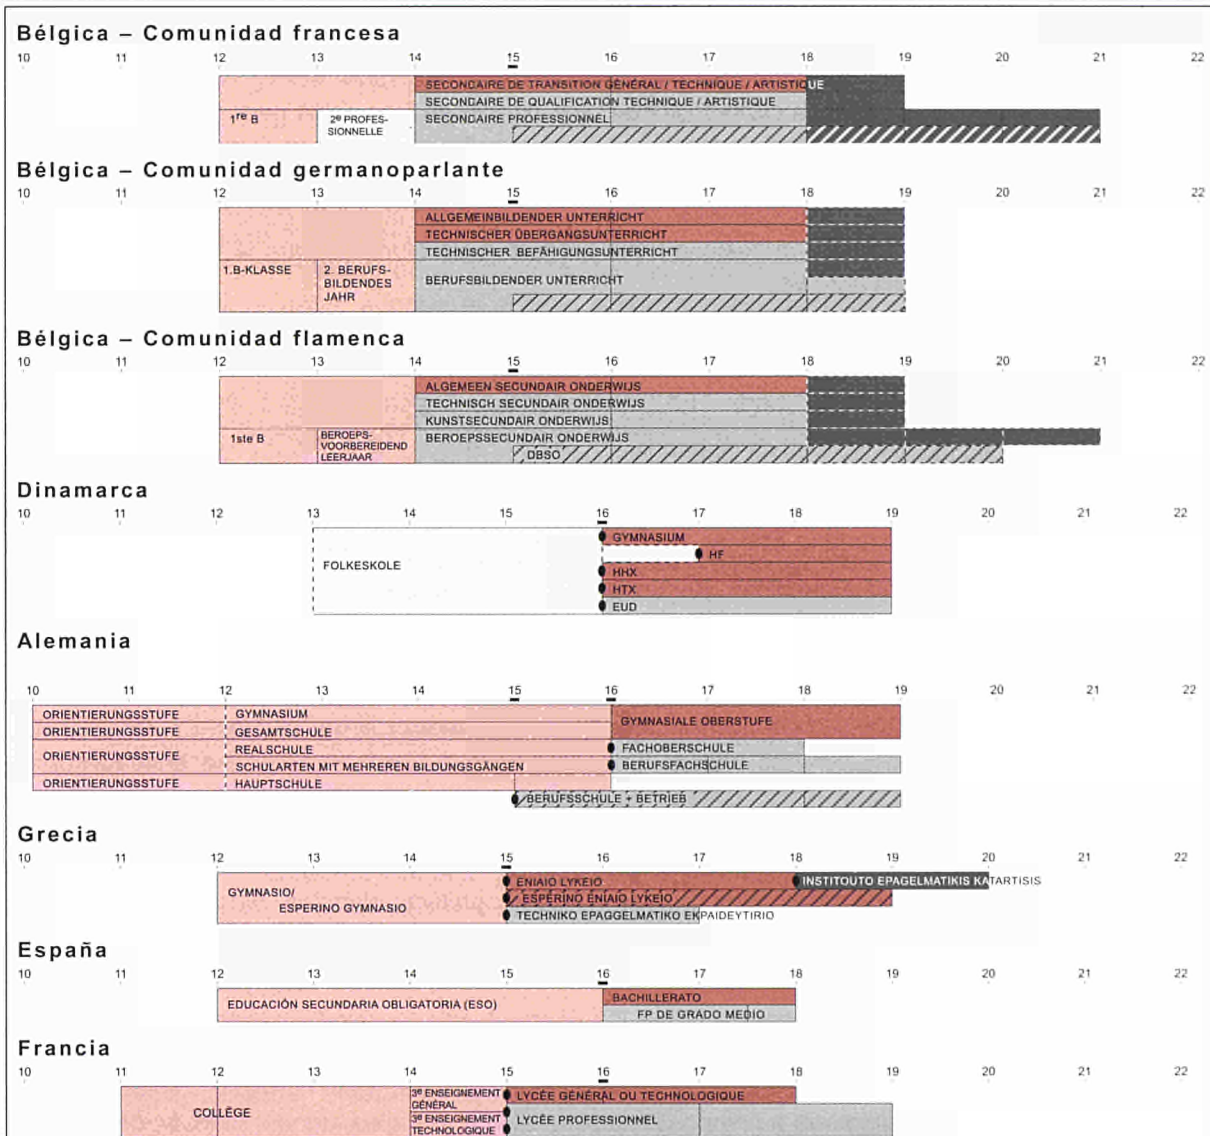 Bélgica – Comunidad francesa
10 11 12 13 14 15 16 17 18 19 20 21 22
SECONDAIRE DE TRANSITION GÉNÉRAL / TECHNIQUE / ARTISTIQUE
SECONDAIRE DE QUALIFICATION TECHNIQUE / ARTISTIQUE
1re B
2e PROFES-
SIONNELLE
SECONDAIRE PROFESSIONNEL
Bélgica – Comunidad germanoparlante
10 11 12 13 14 15 16 17 18 19 20 21 22
ALLGEMEINBILDENDER UNTERRICHT
TECHNISCHER ÜBERGANGSUNTERRICHT
TECHNISCHER BEFÄHIGUNGSUNTERRICHT
1.B-KLASSE
2. BERUFS-
BILDENDES
JAHR
BERUFSBILDENDER UNTERRICHT
Bélgica – Comunidad flamenca
10 11 12 13 14 15 16 17 18 19 20 21 22
ALGEMEEN SECUNDAIR ONDERWIJS
TECHNISCH SECUNDAIR ONDERWIJS
KUNSTSECUNDAIR ONDERWIJS
1ste B
BEROEPS-
VOORBEREIDEND
LEERJAAR
BEROEPSSECUNDAIR ONDERWIJS
DBSO
Dinamarca
10 11 12 13 14 15 16 17 18 19 20 21 22
FOLKESKOLE
GYMNASIUM
HF
HHX
HTX
EUD
Alemania
10 11 12 13 14 15 16 17 18 19 20 21 22
ORIENTIERUNGSSTUFE GYMNASIUM
GYMNASIALE OBERSTUFE
ORIENTIERUNGSSTUFE GESAMTSCHULE
ORIENTIERUNGSSTUFE
REALSCHULE FACHOBERSCHULE
SCHULARTEN MIT MEHREREN BILDUNGSGÄNGEN BERUFSFACHSCHULE
ORIENTIERUNGSSTUFE HAUPTSCHULE
BERUFSSCHULE + BETRIEB
Grecia
10 11 12 13 14 15 16 17 18 19 20 21 22
GYMNASIO/
ESPERINO GYMNASIO
ENIAIO LYKEIO INSTITOUTO EPAGELMATIKIS KATARTISIS
ESPERINO ENIAIO LYKEIO
TECHNIKO EPAGGELMATIKO EKPAIDEYTIRIO
España
10 11 12 13 14 15 16 17 18 19 20 21 22
EDUCACIÓN SECUNDARIA OBLIGATORIA (ESO)
BACHILLERATO
FP DE GRADO MEDIO
Francia
10 11 12 13 14 15 16 17 18 19 20 21 22
COLLÈGE
3e ENSEIGNEMENT
GÉNÉRAL
3e ENSEIGNEMENT
TECHNOLOGIQUE
LYCÉE GÉNÉRAL OU TECHNOLOGIQUE
LYCÉE PROFESSIONNEL